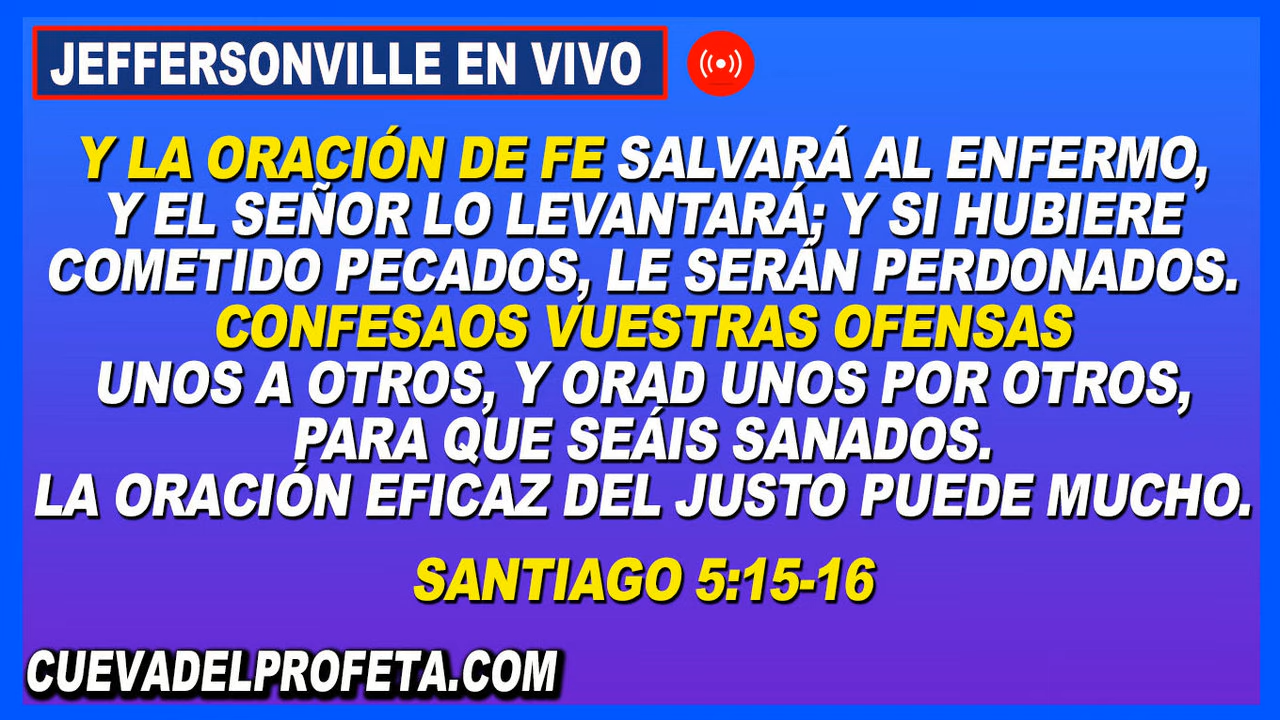 JEFFERSONVILLE EN VIVO
Y LA ORACIÓN DE FE SALVARÁ AL ENFERMO,
Y EL SEÑOR LO LEVANTARÁ; Y SI HUBIERE
COMETIDO PECADOS, LE SERÁN PERDONADOS.
CONFESAOS VUESTRAS OFENSAS
UNOS A OTROS, Y ORAD UNOS POR OTROS,
PARA QUE SEÁIS SANADOS.
LA ORACIÓN EFICAZ DEL JUSTO PUEDE MUCHO.
SANTIAGO 5:15-16
CUEVADELPROFETA.COM